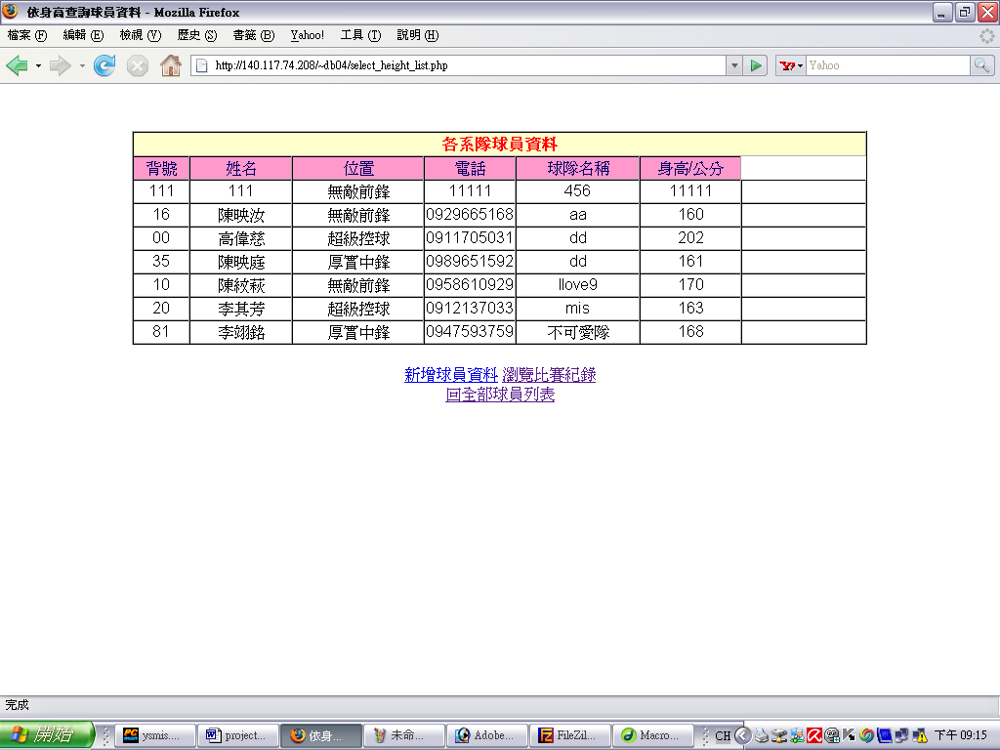 依身高查詢球員資料 - Mozilla Firefox
檔案 (F) 編輯 (E) 檢視 (V) 歷史 (S) 書籤 (B) Yahoo! 工具 (T) 說明 (H)
http://140.117.74.208/~db04/select_height_list.php Yahoo
各系隊球員資料
背號 姓名 位置 電話 球隊名稱 身高/公分
111 111 無敵前鋒 11111 456 11111
16 陳映汝 無敵前鋒 0929665168 aa 160
00 高偉慈 超級控球 0911705031 dd 202
35 陳映庭 厚實中鋒 0989651592 dd 161
10 陳紋萩 無敵前鋒 0958610929 llove9 170
20 李其芳 超級控球 0912137033 mis 163
81 李翊銘 厚實中鋒 0947593759 不可愛隊 168
新增球員資料 瀏覽比賽紀錄
回全部球員列表
完成
開始 ysmis.... project... 依身... 未命... Adobe... FileZil... Macro... CH 下午 09:15